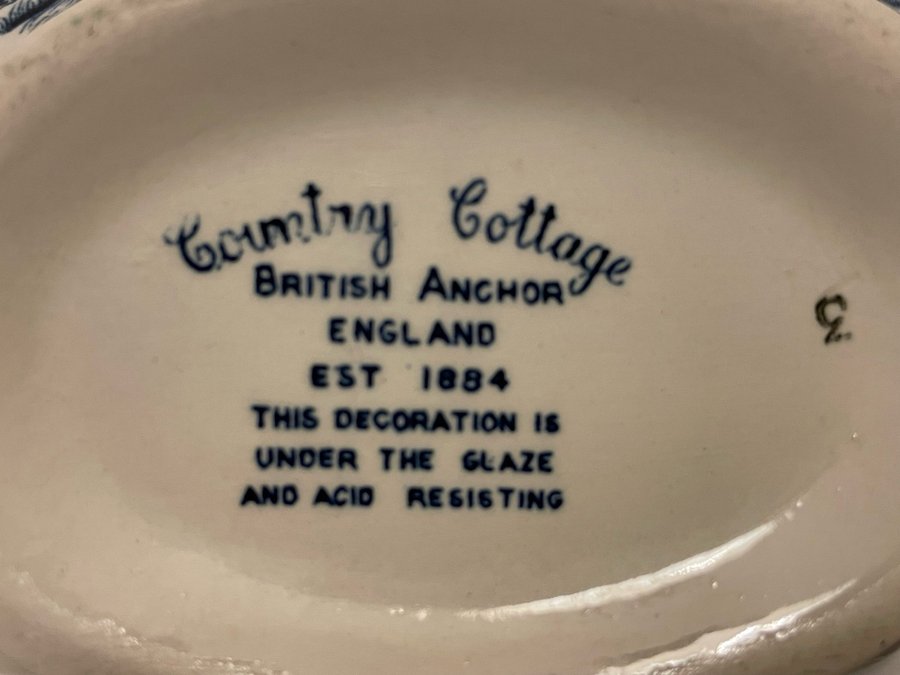 Country Cottage
BRITISH ANCHOR
ENGLAND
EST 1884
THIS DECORATION IS
UNDER THE GLAZE
AND ACID RESISTING